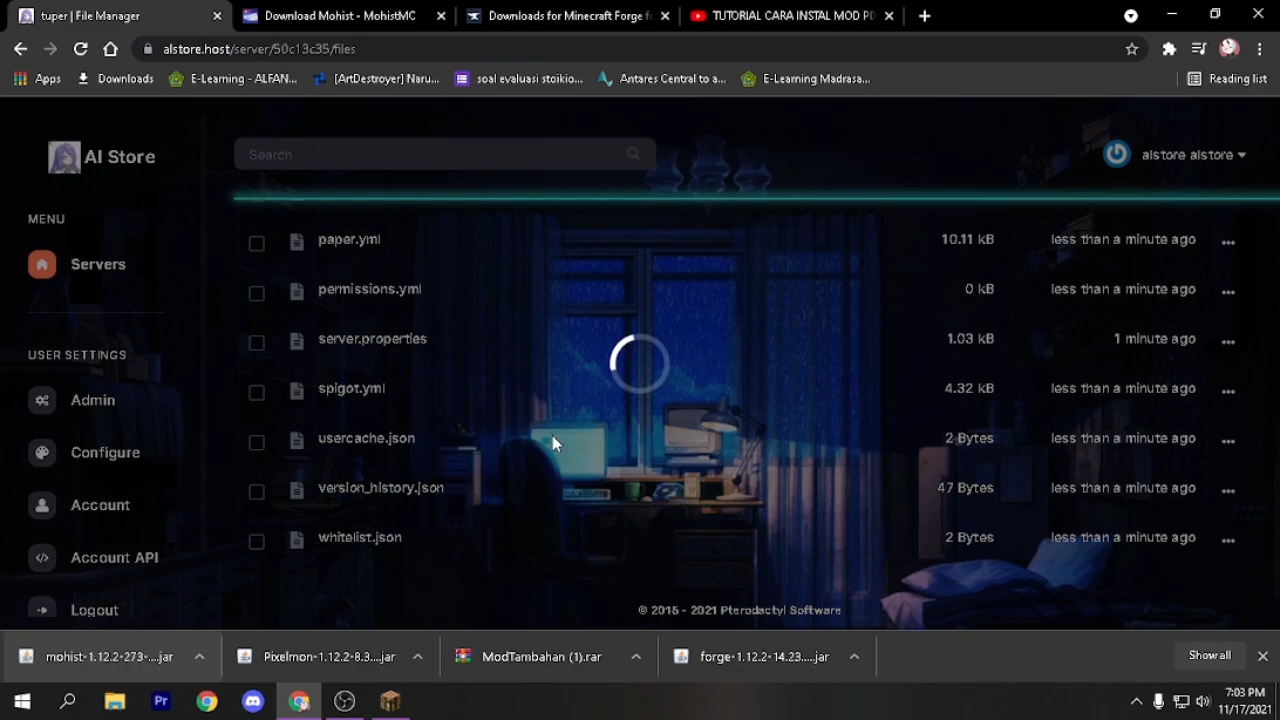 tuper | File Manager
Download Mohist - MohistMC
Downloads for Minecraft Forge fo
TUTORIAL CARA INSTAL MOD PD
alstore.host/server/50c13c35/files
Apps
Downloads
E-Learning - ALFAN...
[ArtDestroyer] Naru...
soal evaluasi stoikio...
Antares Central to a...
E-Learning Madrasa...
Reading list
Al Store
Search
alstore alstore
MENU
Servers
USER SETTINGS
Admin
Configure
Account
Account API
Logout
paper.yml 10.11 kB less than a minute ago
permissions.yml 0 kB less than a minute ago
server.properties 1.03 kB 1 minute ago
spigot.yml 4.32 kB less than a minute ago
usercache.json 2 Bytes less than a minute ago
version_history.json 47 Bytes less than a minute ago
whitelist.json 2 Bytes less than a minute ago
© 2015 - 2021 Pterodactyl Software
mohist-1.12.2-273-....jar
Pixelmon-1.12.2-8.3....jar
ModTambahan (1).rar
forge-1.12.2-14.23.....jar
Show all
Pr
7:03 PM
11/17/2021